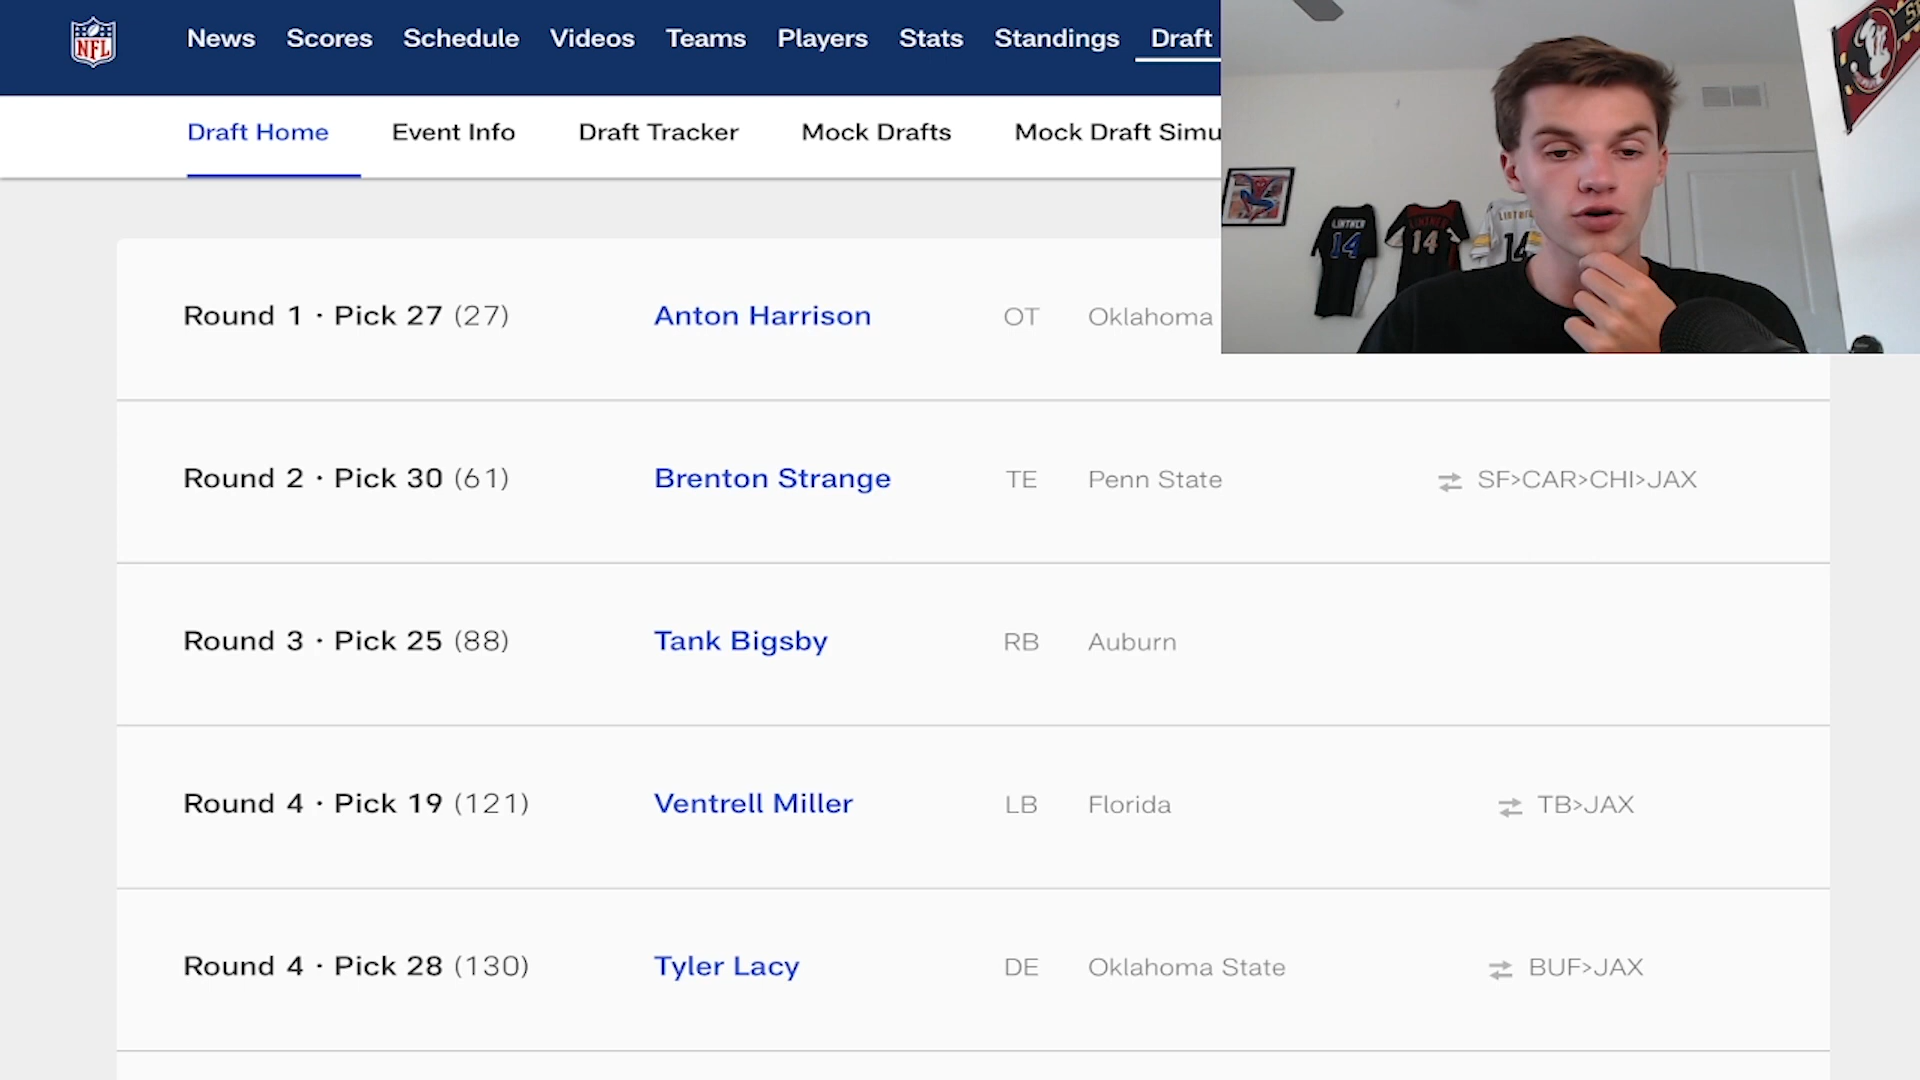 NFL
News Scores Schedule Videos Teams Players Stats Standings Draft
Draft Home Event Info Draft Tracker Mock Drafts Mock Draft Simu
LINTNER
14
LINTNER
14
14
Round 1 · Pick 27 (27) Anton Harrison OT Oklahoma
Round 2 · Pick 30 (61) Brenton Strange TE Penn State SF>CAR>CHI>JAX
Round 3 · Pick 25 (88) Tank Bigsby RB Auburn
Round 4 · Pick 19 (121) Ventrell Miller LB Florida TB>JAX
Round 4 · Pick 28 (130) Tyler Lacy DE Oklahoma State BUF>JAX